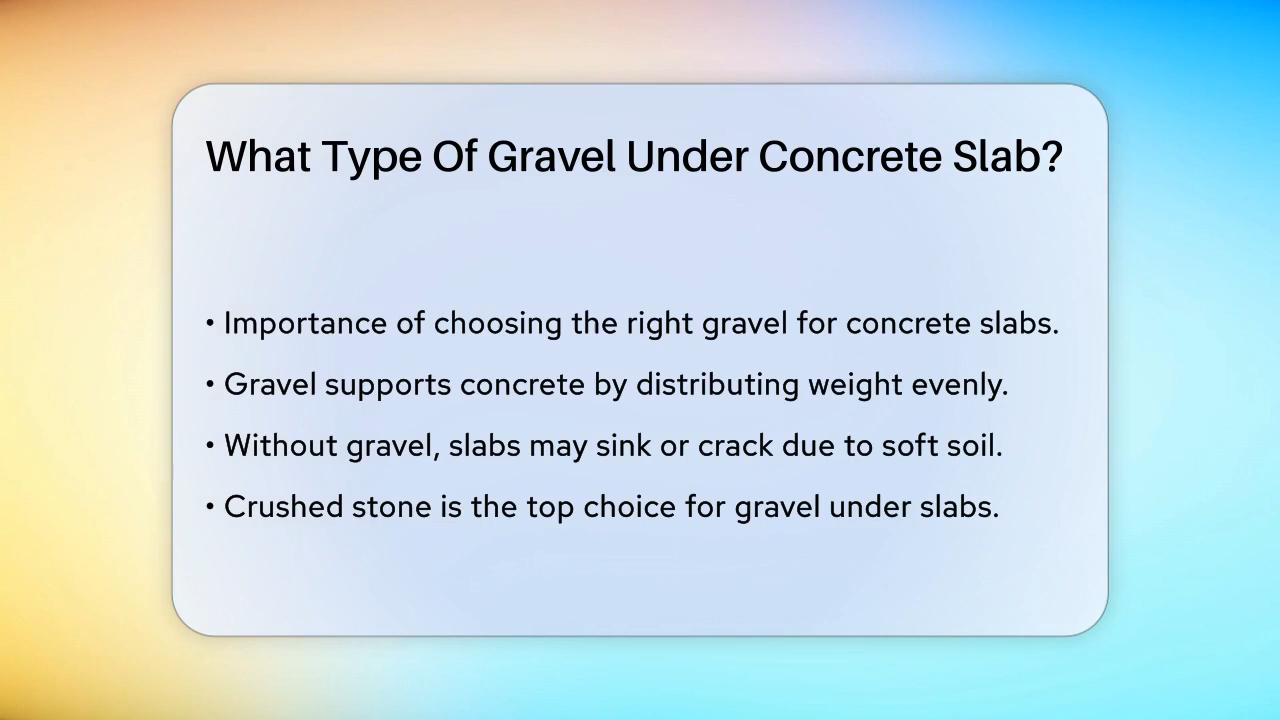 What Type Of Gravel Under Concrete Slab?
• Importance of choosing the right gravel for concrete slabs.
• Gravel supports concrete by distributing weight evenly.
• Without gravel, slabs may sink or crack due to soft soil.
• Crushed stone is the top choice for gravel under slabs.